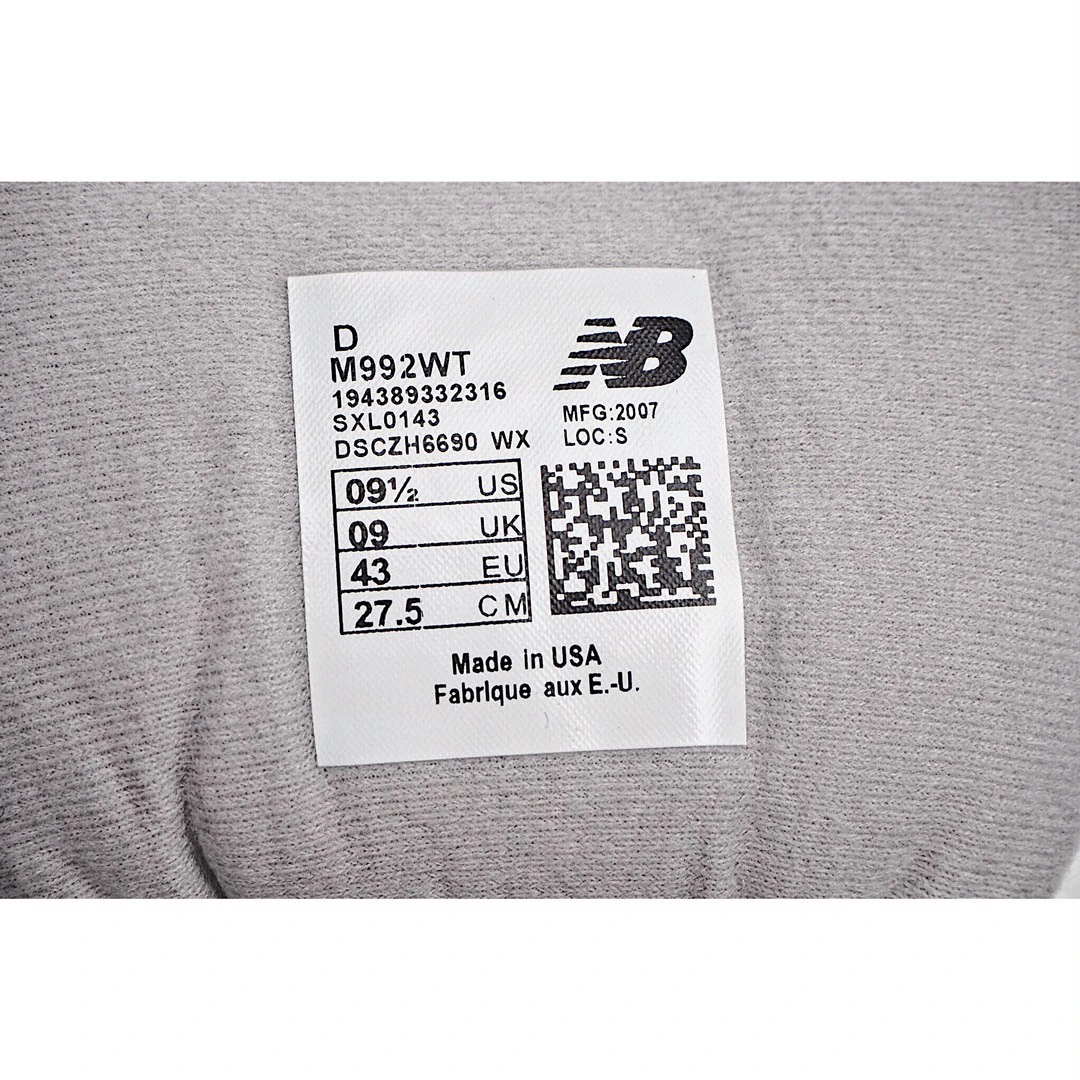 D
M992WT
194389332316
SXL0143
DSCZH6690 WX
NB
MFG:2007
LOC:S
09½ US
09 UK
43 EU
27.5 CM
Made in USA
Fabrique aux E.-U.